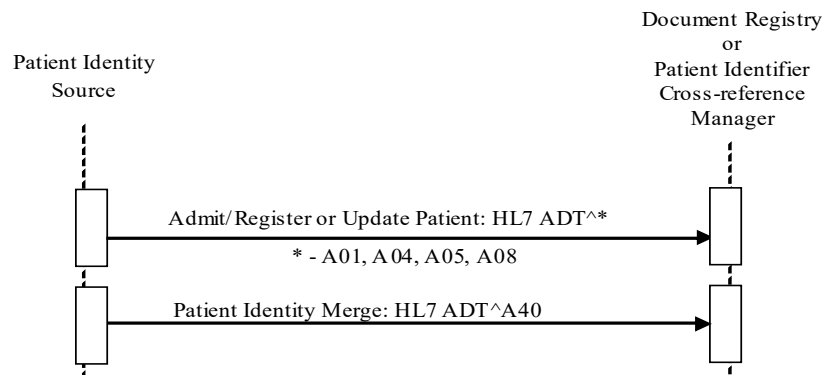 Patient Identity
Source
Document Registry
or
Patient Identifier
Cross-reference
Manager
Admit/Register or Update Patient: HL7 ADT^*
* - A01, A04, A05, A08
Patient Identity Merge: HL7 ADT^A40